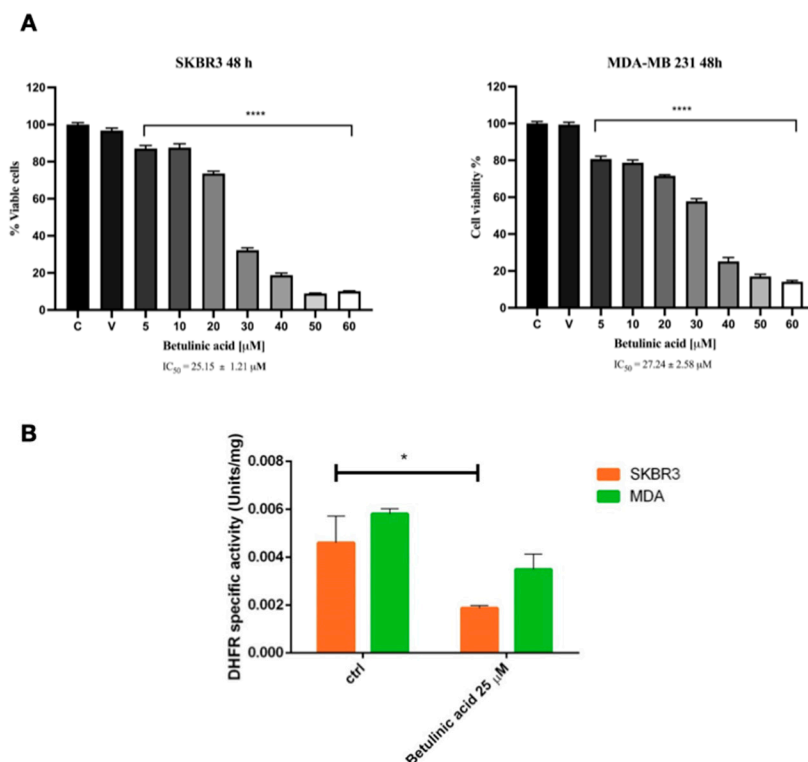 A
SKBR3 48 h
120
100
80
60
40
20
0
% Viable cells
****
C V 5 10 20 30 40 50 60
Betulinic acid [µM]
IC50 = 25.15 ± 1.21 µM
MDA-MB 231 48h
120
100
80
60
40
20
0
Cell viability %
****
C V 5 10 20 30 40 50 60
Betulinic acid [µM]
IC50 = 27.24 ± 2.58 µM
B
0.008
0.006
0.004
0.002
0.000
DHFR specific activity (Units/mg)
*
SKBR3
MDA
ctrl
Betulinic acid 25 µM